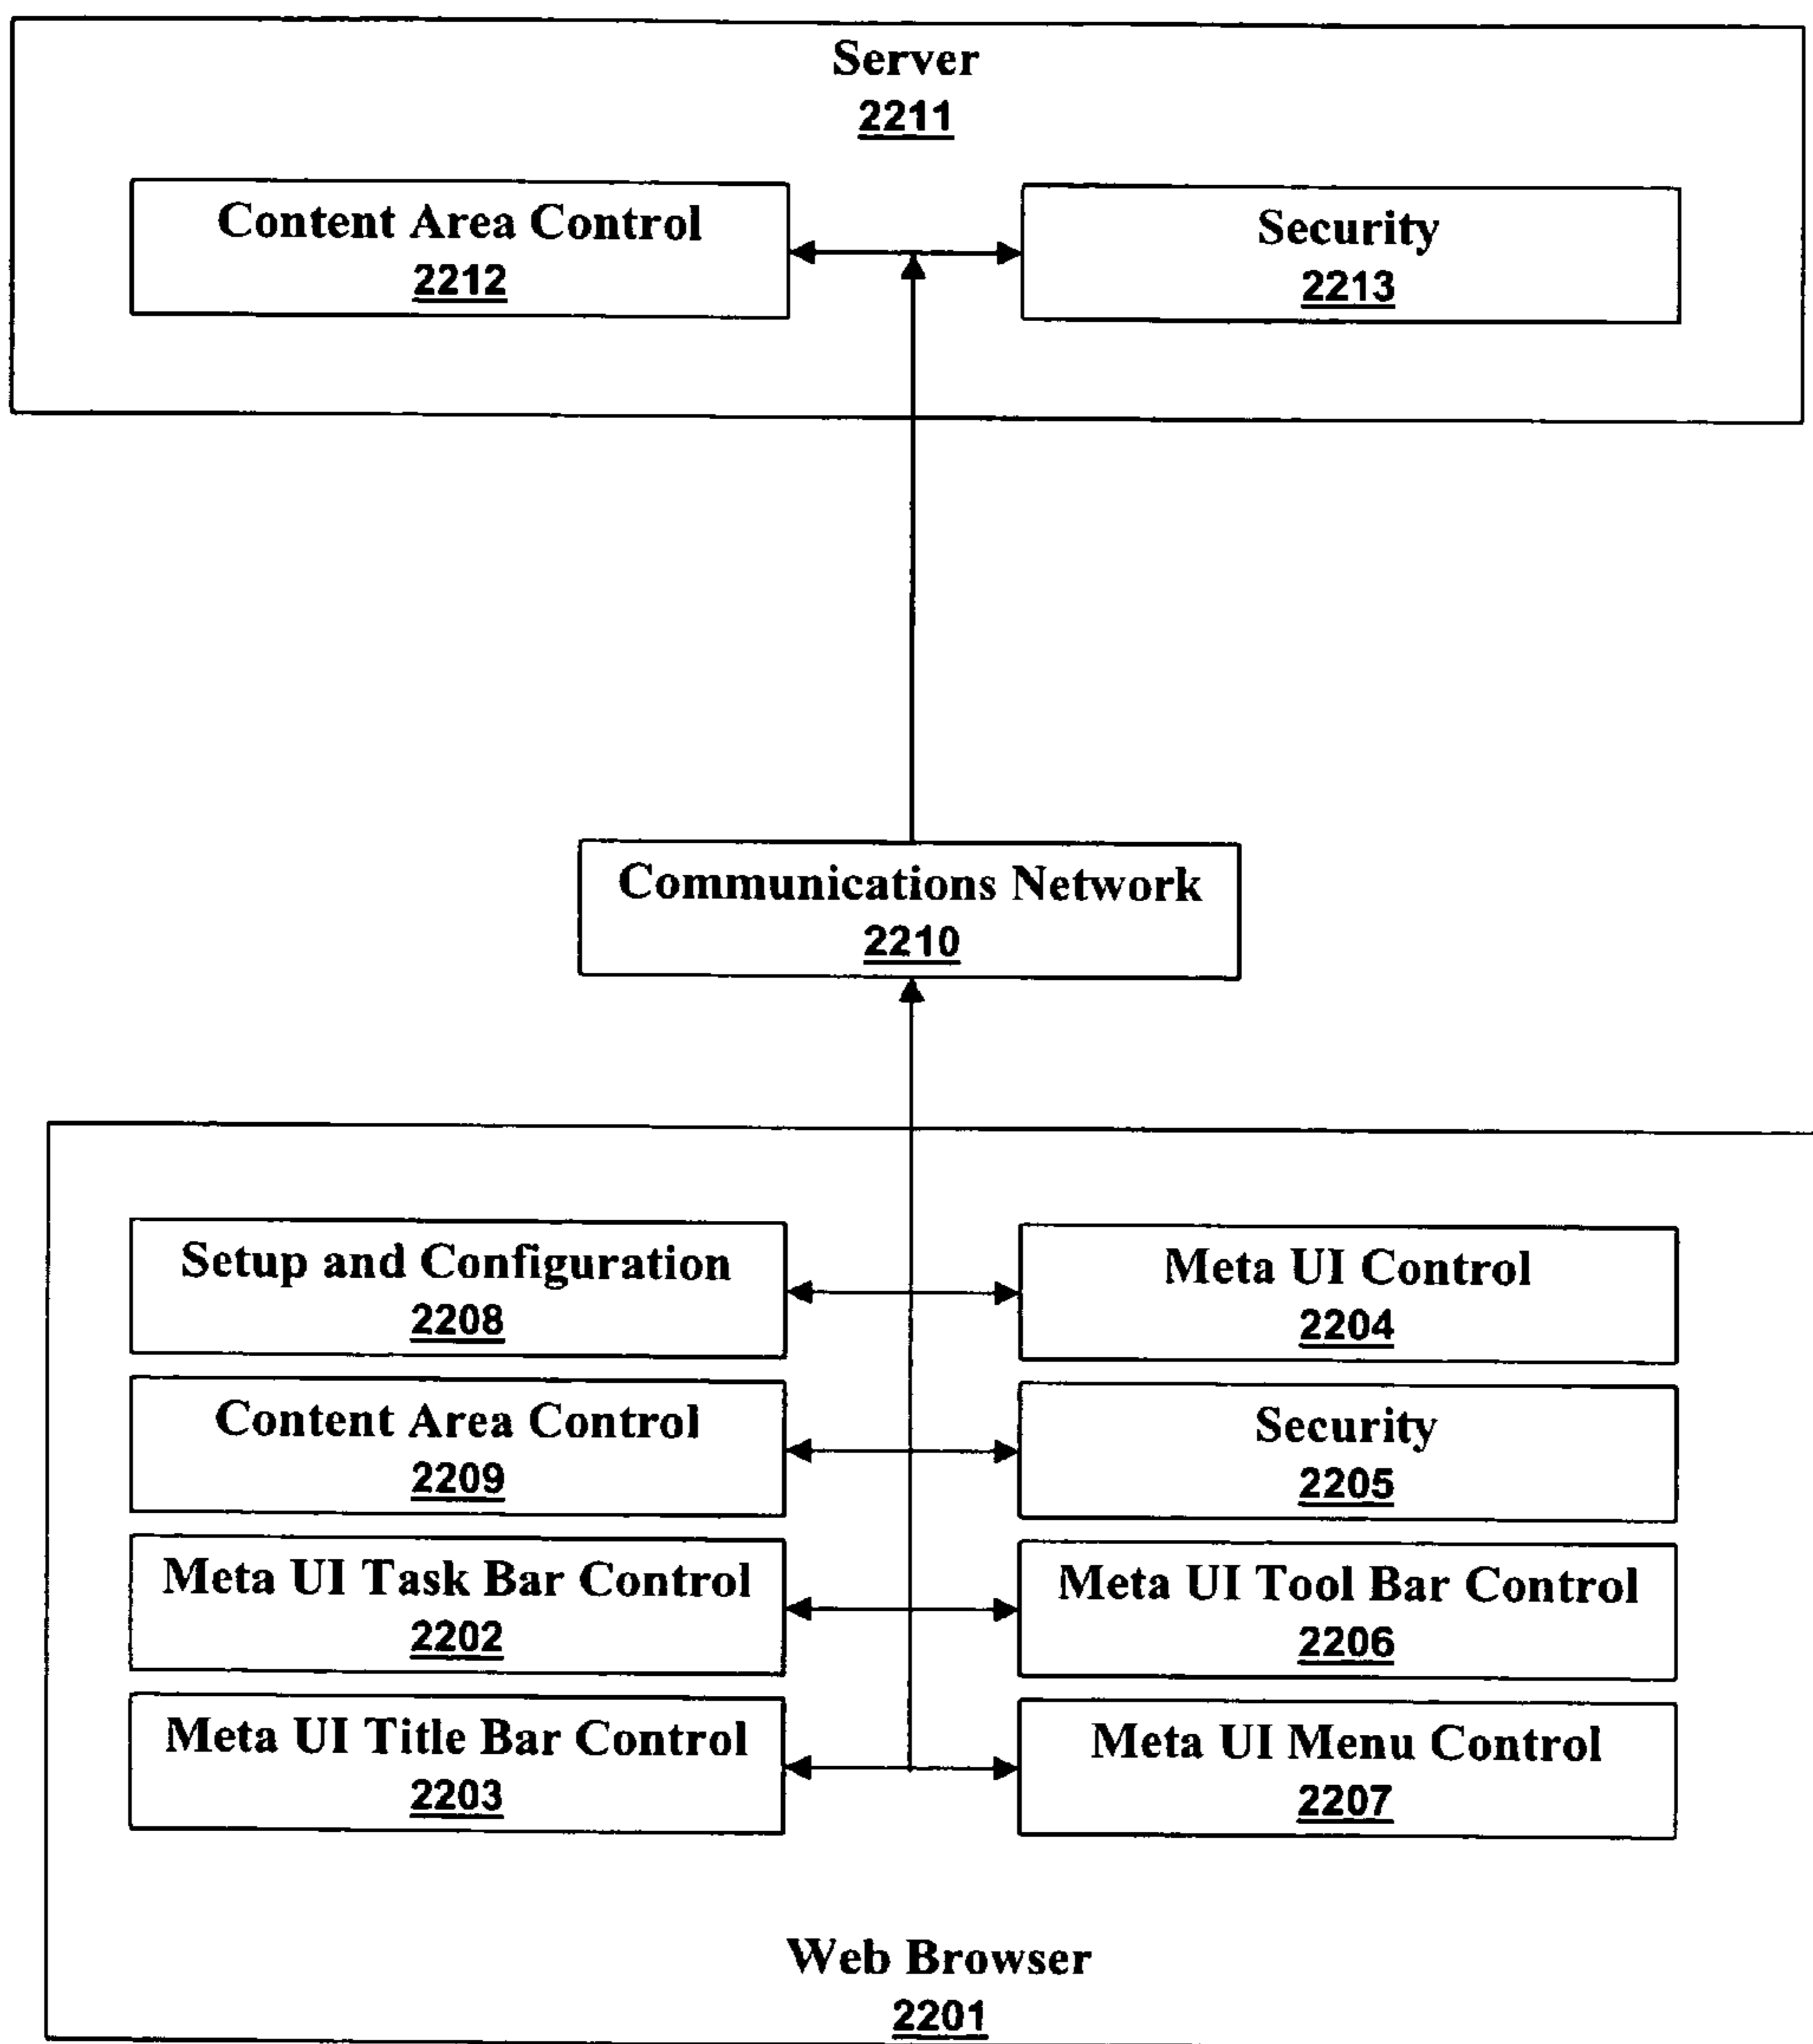 Server
2211
Content Area Control
2212
Security
2213
Communications Network
2210
Setup and Configuration
2208
Meta UI Control
2204
Content Area Control
2209
Security
2205
Meta UI Task Bar Control
2202
Meta UI Tool Bar Control
2206
Meta UI Title Bar Control
2203
Meta UI Menu Control
2207
Web Browser
2201